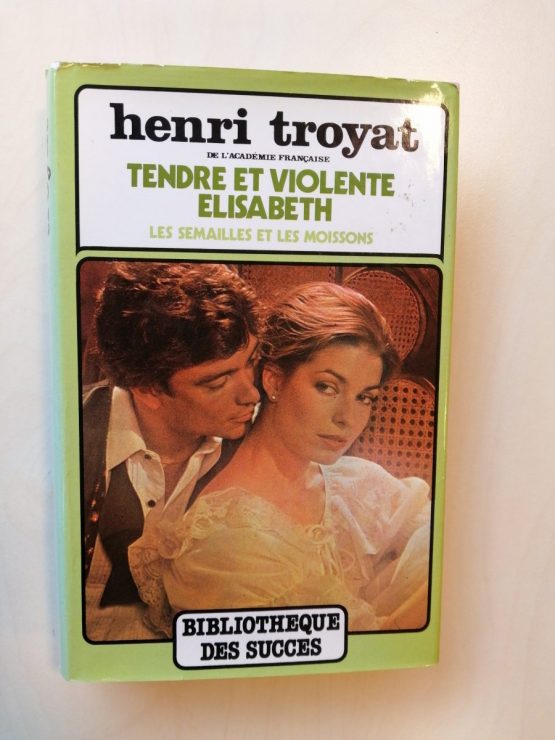 henri troyat
DE L'ACADÉMIE FRANÇAISE
TENDRE ET VIOLENTE
ELISABETH
LES SEMAILLES ET LES MOISSONS
BIBLIOTHEQUE
DES SUCCES